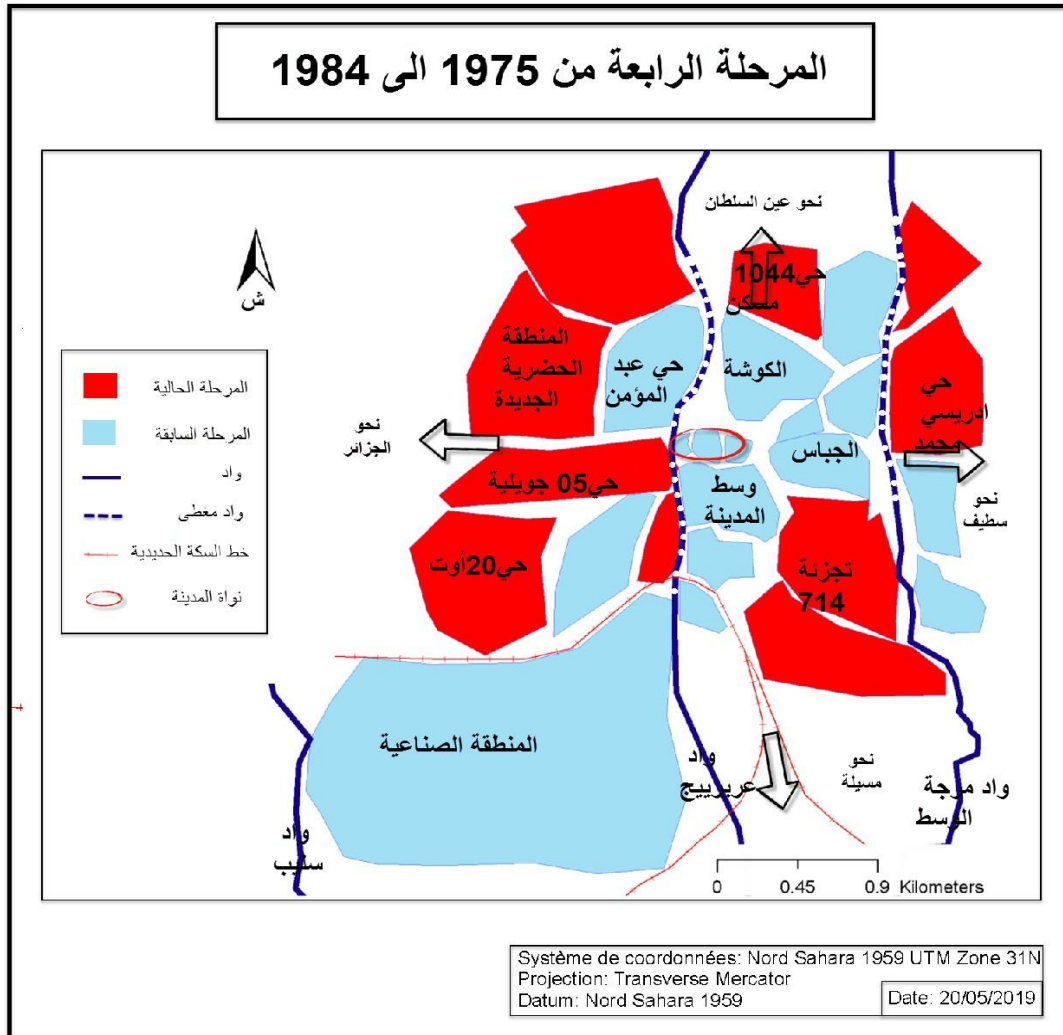 المرحلة الرابعة من 1975 الى 1984
نحو عين السلطان
حي1044
مسكن
ش
المنطقة
الحضرية
الجديدة
حي عبد
المؤمن
الكوشة
حي
ادريسي
محمد
المرحلة الحالية
المرحلة السابقة
واد
واد مغطى
خط السكة الحديدية
نواة المدينة
نحو
الجزائر
حي05 جويلية
وسط
المدينة
الجباس
نحو
سطيف
حي20أوت
تجزئة
714
المنطقة الصناعية
واد
عريرييج
نحو
مسيلة
واد مرجة
الوسط
واد
سليب
0 0.45 0.9 Kilometers
Système de coordonnées: Nord Sahara 1959 UTM Zone 31N
Projection: Transverse Mercator
Datum: Nord Sahara 1959
Date: 20/05/2019